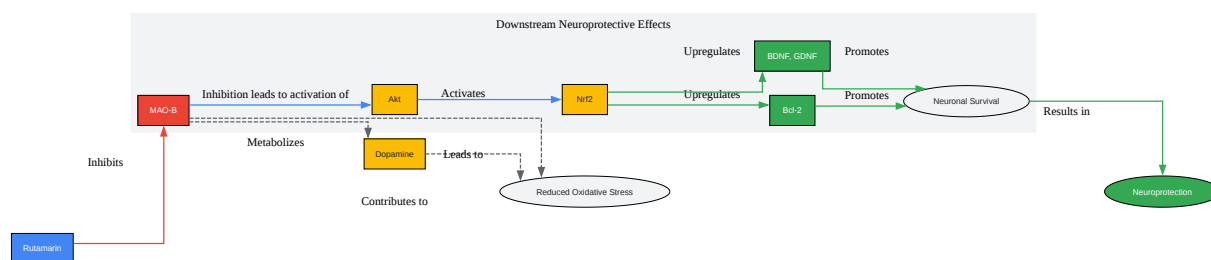 Downstream Neuroprotective Effects
Upregulates
BDNF, GDNF
Promotes
Inhibition leads to activation of
Akt
Activates
Nrf2
Upregulates
Promotes
Neuronal Survival
MAO-B
Bcl-2
Results in
Metabolizes
Inhibits
Dopamine
Leads to
Reduced Oxidative Stress
Neuroprotection
Contributes to
Rutamarin